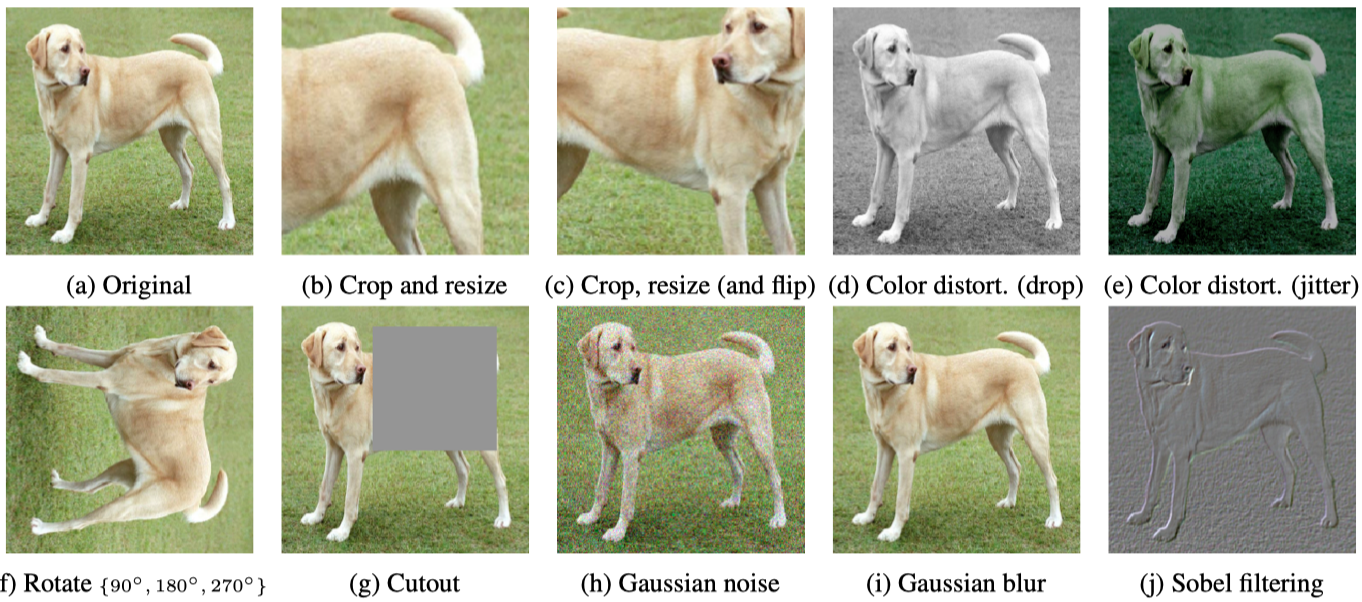 (a) Original
(b) Crop and resize
(c) Crop, resize (and flip)
(d) Color distort. (drop)
(e) Color distort. (jitter)
f) Rotate {90°, 180°, 270°}
(g) Cutout
(h) Gaussian noise
(i) Gaussian blur
(j) Sobel filtering